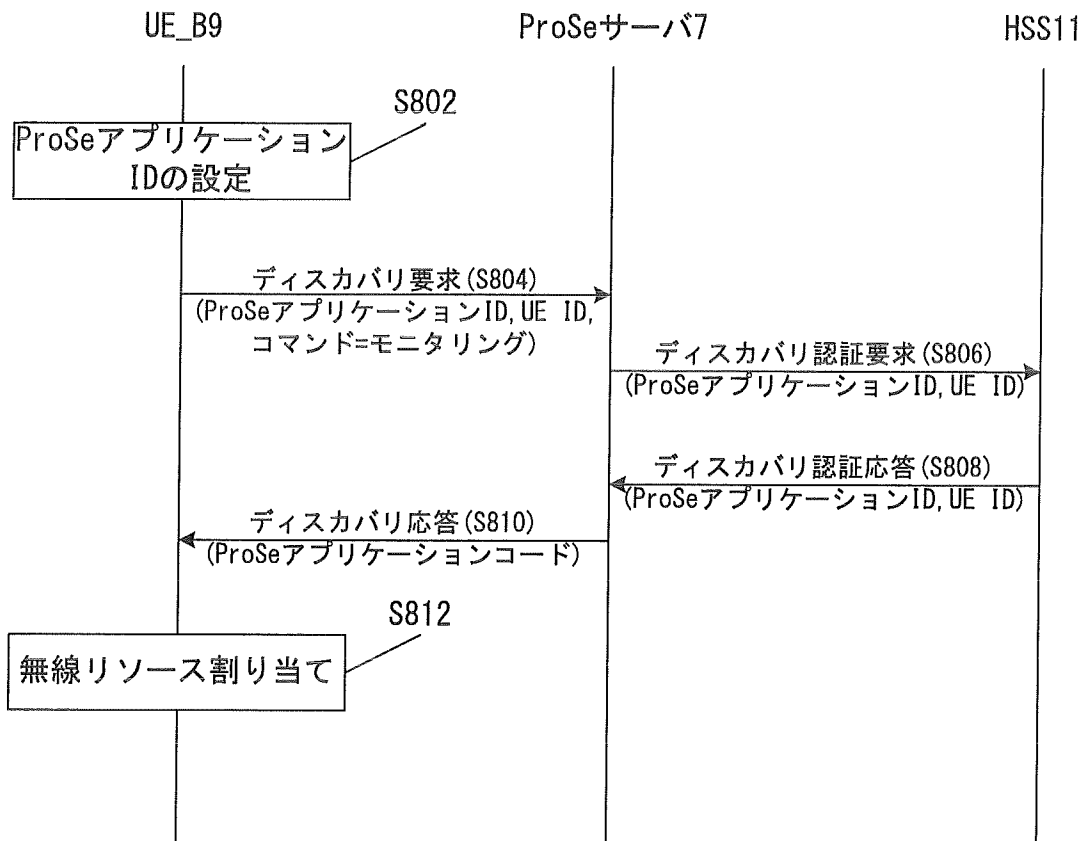 UE_B9
ProSeサーバ7
HSS11
S802
ProSeアプリケーション
IDの設定
ディスカバリ要求(S804)
(ProSeアプリケーションID,UE ID,
コマンド=モニタリング)
ディスカバリ認証要求(S806)
(ProSeアプリケーションID,UE ID)
ディスカバリ認証応答(S808)
(ProSeアプリケーションID,UE ID)
ディスカバリ応答(S810)
(ProSeアプリケーションコード)
S812
無線リソース割り当て